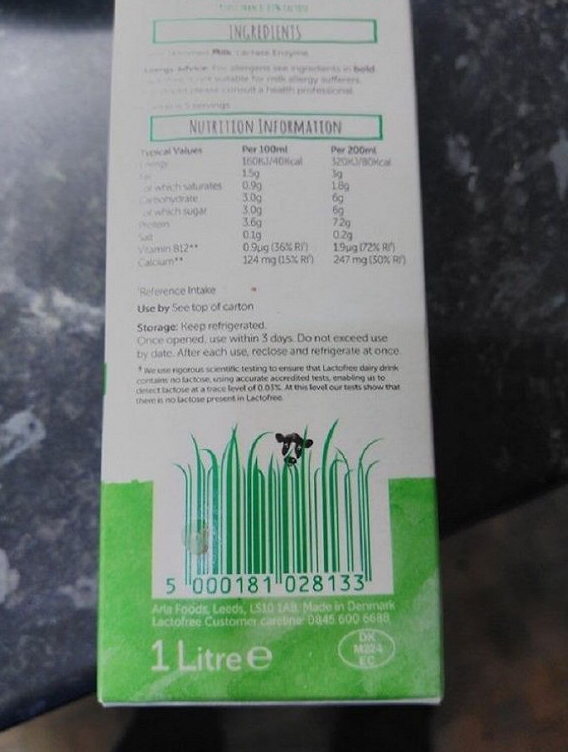 INGREDIENTS
Milk, Lactase Enzyme
ingredients in bold
not suitable for milk allergy sufferers
consult a health professional
5 servings
NUTRITION INFORMATION
Typical Values Per 100ml Per 200ml
Energy 160KJ/40Kcal 320KJ/80Kcal
Fat 1.5g 3g
of which saturates 0.9g 1.8g
Carbohydrate 3.0g 6g
of which sugar 3.0g 6g
Protein 3.6g 7.2g
Salt 0.1g 0.2g
Vitamin B12** 0.9µg (36% RI*) 1.9µg (72% RI*)
Calcium** 124 mg (15% RI*) 247 mg (30% RI*)
*Reference Intake
Use by See top of carton
Storage: Keep refrigerated.
Once opened, use within 3 days. Do not exceed use
by date. After each use, reclose and refrigerate at once.
* We use rigorous scientific testing to ensure that Lactofree dairy drink
contains no lactose, using accurate accredited tests, enabling us to
detect lactose at a trace level of 0.03%. At this level our tests show that
there is no lactose present in Lactofree.
5 000181 028133
Arla Foods, Leeds, LS10 1AB. Made in Denmark
Lactofree Customer careline: 0845 600 6688
1 Litre e
DK
M224
EC